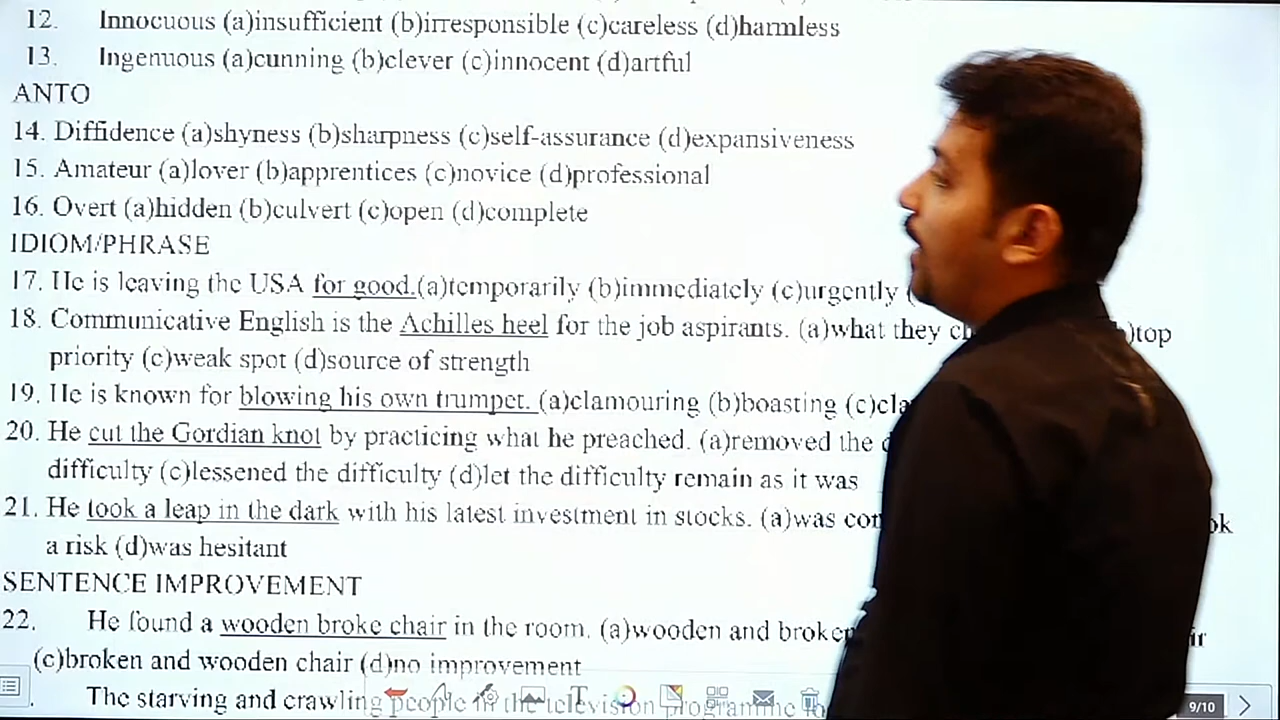 12. Innocuous (a)insufficient (b)irresponsible (c)careless (d)harmless
13. Ingenuous (a)cunning (b)clever (c)innocent (d)artful
ANTO
14. Diffidence (a)shyness (b)sharpness (c)self-assurance (d)expansiveness
15. Amateur (a)lover (b)apprentices (c)novice (d)professional
16. Overt (a)hidden (b)culvert (c)open (d)complete
IDIOM/PHRASE
17. He is leaving the USA for good.(a)temporarily (b)immediately (c)urgently (
18. Communicative English is the Achilles heel for the job aspirants. (a)what they )top
priority (c)weak spot (d)source of strength
19. He is known for blowing his own trumpet. (a)clamouring (b)boasting
20. He cut the Gordian knot by practicing what he preached. (a)removed the
difficulty (c)lessened the difficulty (d)let the difficulty remain as it was
21. He took a leap in the dark with his latest investment in stocks. (a)was
a risk (d)was hesitant
SENTENCE IMPROVEMENT
22. He found a wooden broke chair in the room. (a)wooden and
(c)broken and wooden chair (d)no improvement
The starving and crawling people in the television programme
9/10